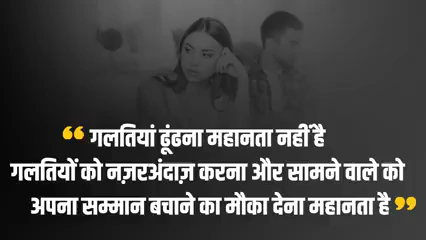 “ गलतियां ढूंढना महानता नहीं है
गलतियों को नज़रअंदाज़ करना और सामने वाले को
अपना सम्मान बचाने का मौका देना महानता है ”